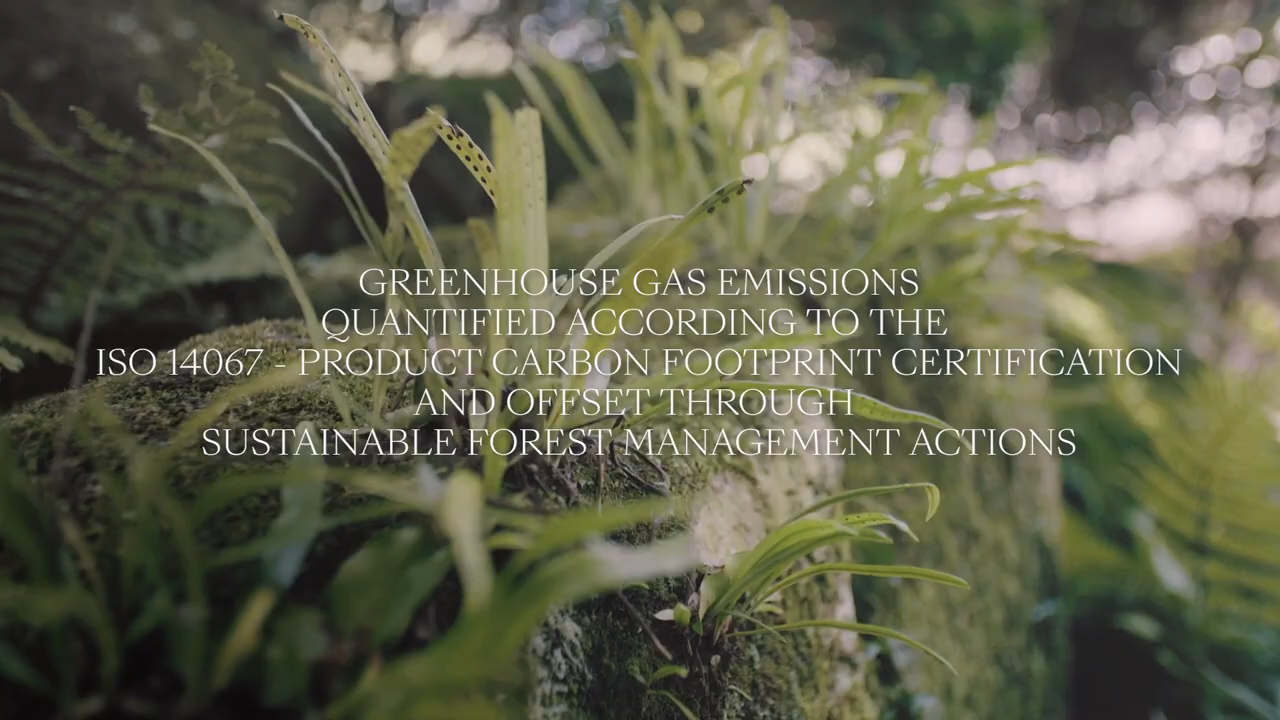 GREENHOUSE GAS EMISSIONS
QUANTIFIED ACCORDING TO THE
ISO 14067 - PRODUCT CARBON FOOTPRINT CERTIFICATION
AND OFFSET THROUGH
SUSTAINABLE FOREST MANAGEMENT ACTIONS